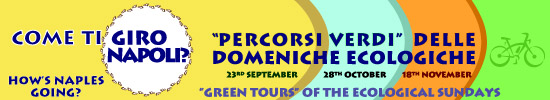 COME TI GIRO
NAPOLI?
HOW'S NAPLES
GOING?
"PERCORSI VERDI" DELLE
DOMENICHE ECOLOGICHE
23RD SEPTEMBER 28TH OCTOBER 18TH NOVEMBER
"GREEN TOURS" OF THE ECOLOGICAL SUNDAYS